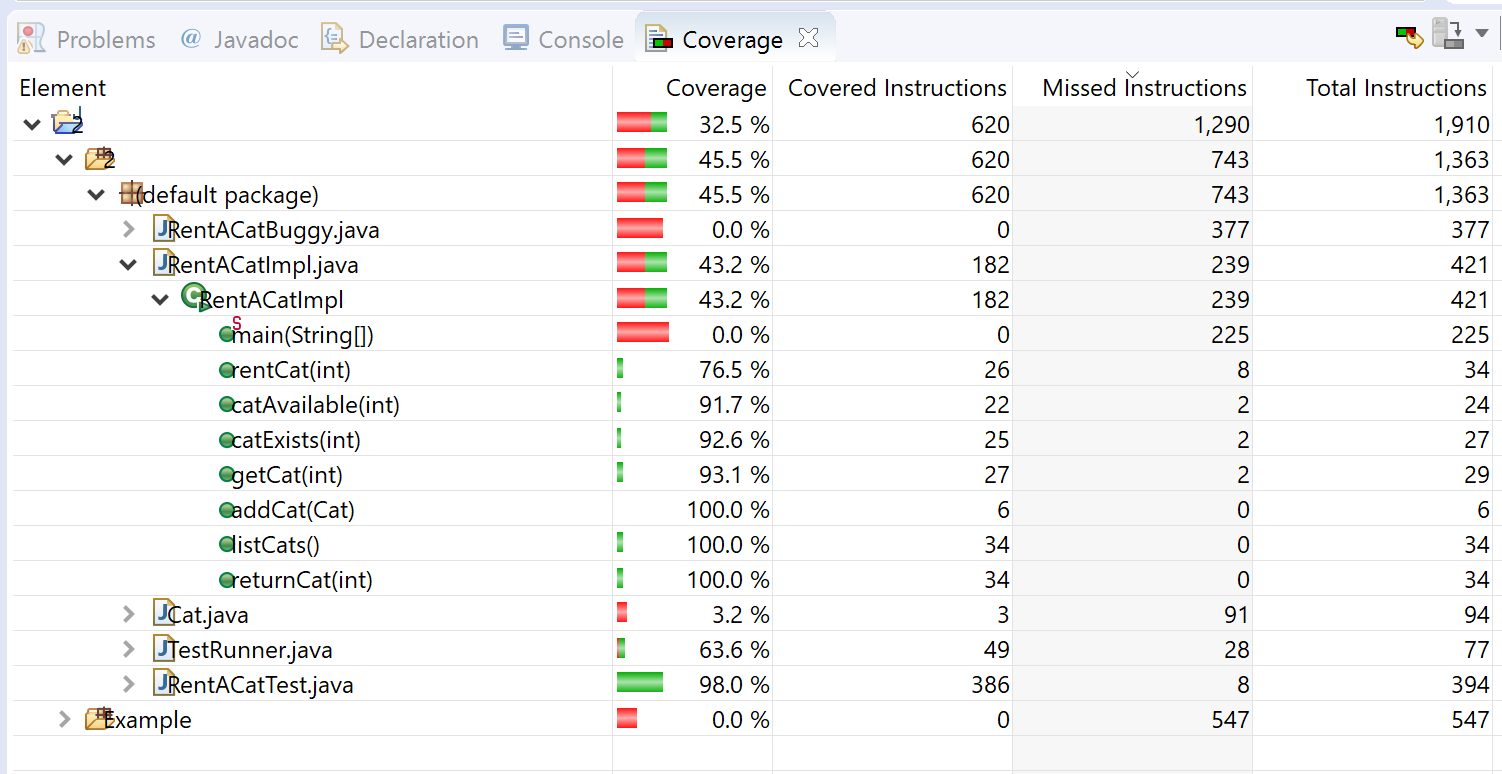 Problems @ Javadoc Declaration Console Coverage
Element Coverage Covered Instructions Missed Instructions Total Instructions
2 32.5 % 620 1,290 1,910
2 45.5 % 620 743 1,363
(default package) 45.5 % 620 743 1,363
RentACatBuggy.java 0.0 % 0 377 377
RentACatImpl.java 43.2 % 182 239 421
RentACatImpl 43.2 % 182 239 421
main(String[]) 0.0 % 0 225 225
rentCat(int) 76.5 % 26 8 34
catAvailable(int) 91.7 % 22 2 24
catExists(int) 92.6 % 25 2 27
getCat(int) 93.1 % 27 2 29
addCat(Cat) 100.0 % 6 0 6
listCats() 100.0 % 34 0 34
returnCat(int) 100.0 % 34 0 34
Cat.java 3.2 % 3 91 94
TestRunner.java 63.6 % 49 28 77
RentACatTest.java 98.0 % 386 8 394
Example 0.0 % 0 547 547